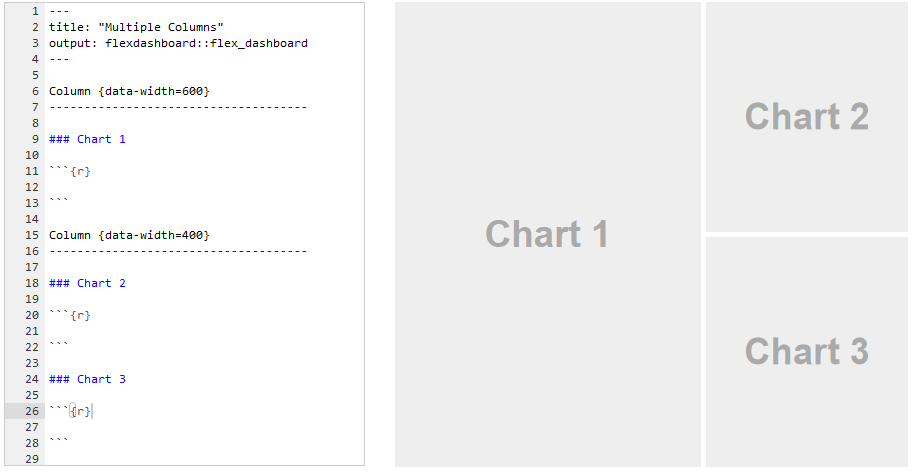 1 ---
2 title: "Multiple Columns"
3 output: flexdashboard::flex_dashboard
4 ---
5
6 Column {data-width=600}
7 -------------------------------------
8
9 ### Chart 1
10
11 ```{r}
12
13 ```
14
15 Column {data-width=400}
16 -------------------------------------
17
18 ### Chart 2
19
20 ```{r}
21
22 ```
23
24 ### Chart 3
25
26 ```{r}
27
28 ```
29
Chart 1
Chart 2
Chart 3